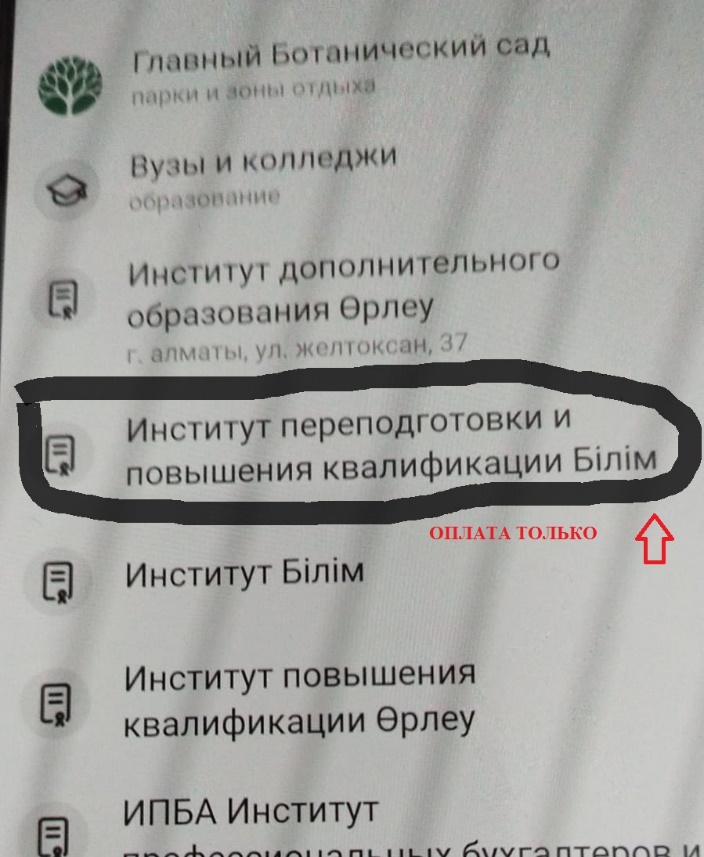 Главный Ботанический сад
парки и зоны отдыха
Вузы и колледжи
образование
Институт дополнительного
образования Өрлеу
г. алматы, ул. желтоксан, 37
Институт переподготовки и
повышения квалификации Білім
ОПЛАТА ТОЛЬКО
Институт Білім
Институт повышения
квалификации Өрлеу
ИПБА Институт
профессиональных бухгалтеров и